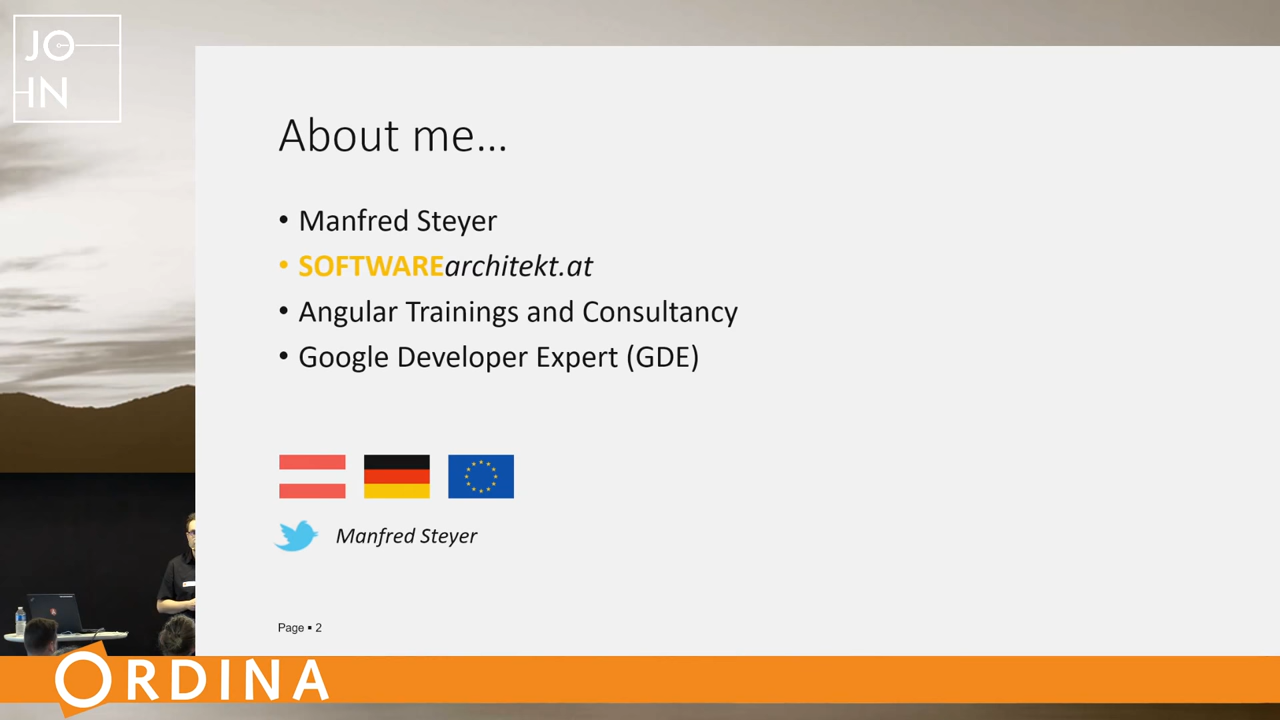 JO
IN
About me...
• Manfred Steyer
• SOFTWAREarchitekt.at
• Angular Trainings and Consultancy
• Google Developer Expert (GDE)
Manfred Steyer
Page ▪ 2
ORDINA